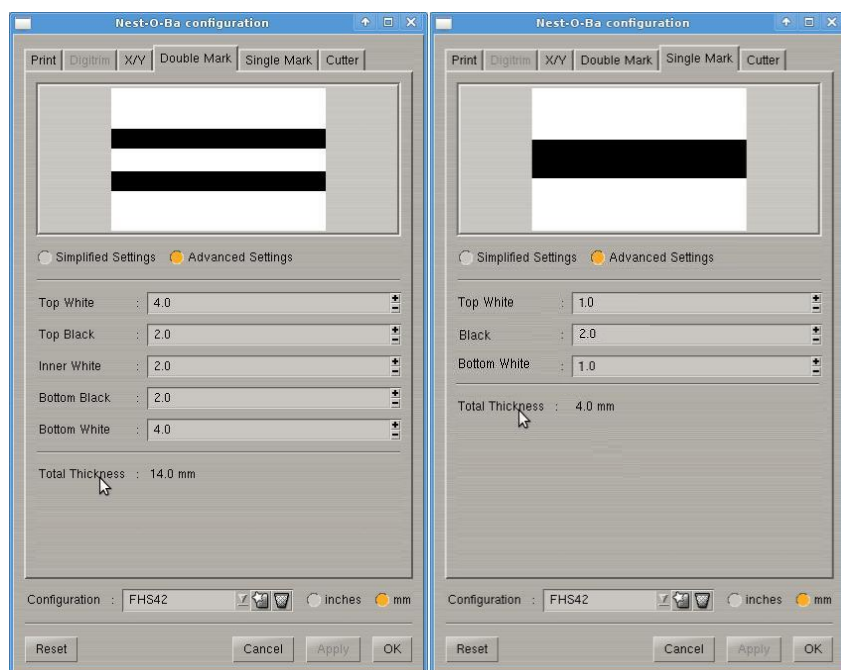 Nest-O-Ba configuration
Print Digitrim X/Y Double Mark Single Mark Cutter
Simplified Settings Advanced Settings
Top White : 4.0
Top Black : 2.0
Inner White : 2.0
Bottom Black : 2.0
Bottom White : 4.0
Total Thickness : 14.0 mm
Configuration : FHS42 inches mm
Reset Cancel Apply OK
Nest-O-Ba configuration
Print Digitrim X/Y Double Mark Single Mark Cutter
Simplified Settings Advanced Settings
Top White : 1.0
Black : 2.0
Bottom White : 1.0
Total Thickness : 4.0 mm
Configuration : FHS42 inches mm
Reset Cancel Apply OK